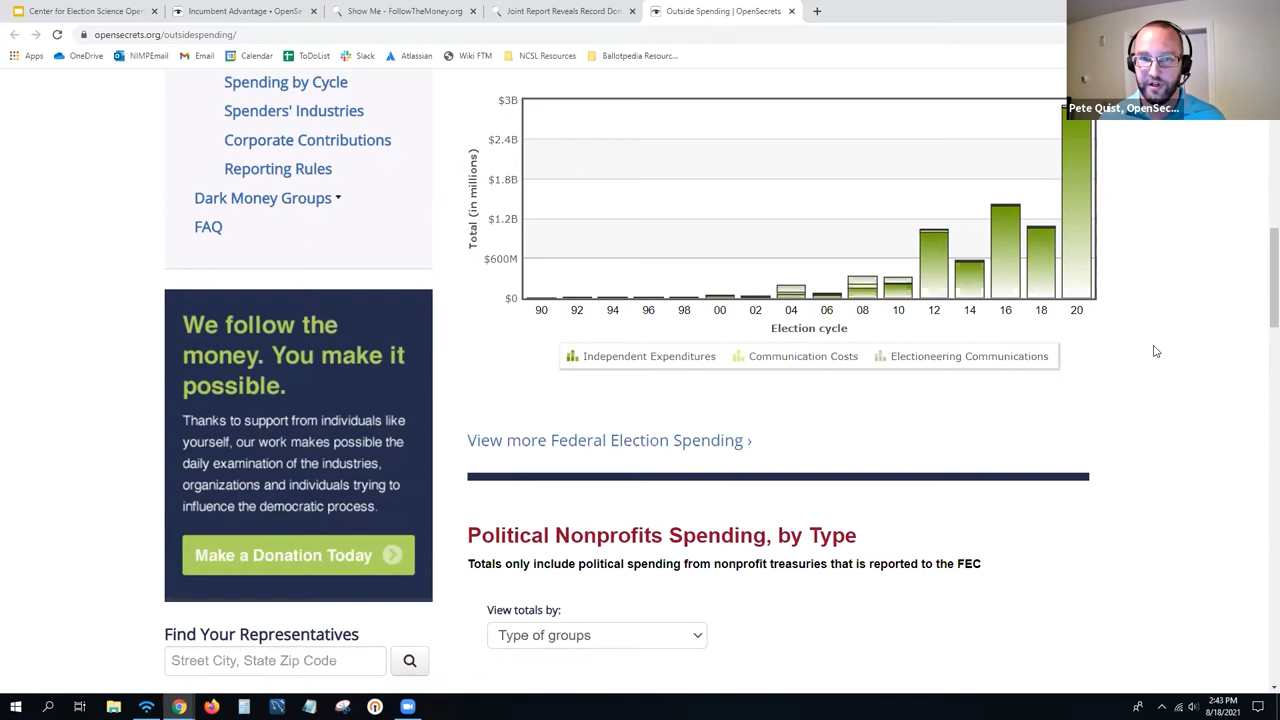 Center for Election Science Open
Incumbent Advantage • OpenSe
Show Me - FollowTheMoney.org
Joint Report Reveals Record Don
Outside Spending | OpenSecrets
opensecrets.org/outsidespending/
Apps
OneDrive
NIMPEmail
Email
Calendar
ToDoList
Slack
Atlassian
Wiki FTM
NCSL Resources
Ballotpedia Resourc...
Pete Quist, OpenSec...
Spending by Cycle
Spenders' Industries
Corporate Contributions
Reporting Rules
Dark Money Groups
FAQ
We follow the
money. You make it
possible.
Thanks to support from individuals like
yourself, our work makes possible the
daily examination of the industries,
organizations and individuals trying to
influence the democratic process.
Make a Donation Today
Find Your Representatives
Street City, State Zip Code
Total (in millions)
$3B
$2.4B
$1.8B
$1.2B
$600M
$0
90 92 94 96 98 00 02 04 06 08 10 12 14 16 18 20
Election cycle
Independent Expenditures Communication Costs Electioneering Communications
View more Federal Election Spending ›
Political Nonprofits Spending, by Type
Totals only include political spending from nonprofit treasuries that is reported to the FEC
View totals by:
Type of groups
2:43 PM
8/18/2021